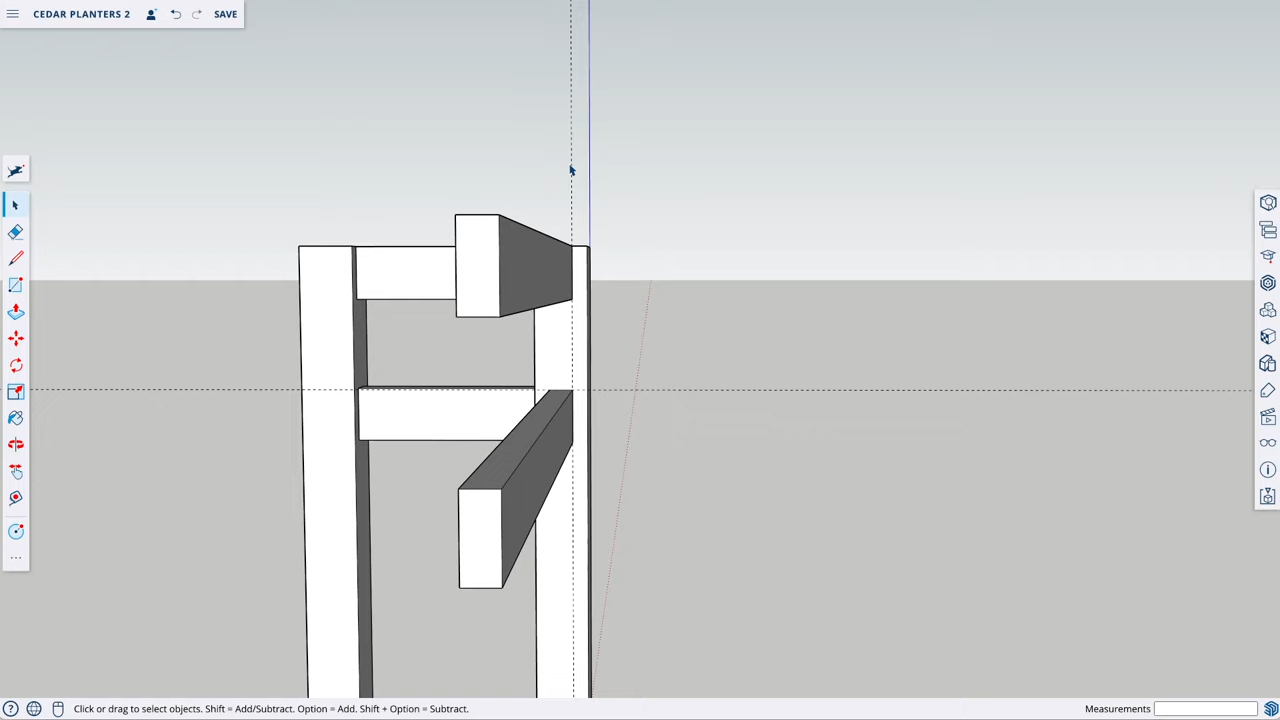 CEDAR PLANTERS 2
SAVE
Click or drag to select objects. Shift = Add/Subtract. Option = Add. Shift + Option = Subtract.
Measurements